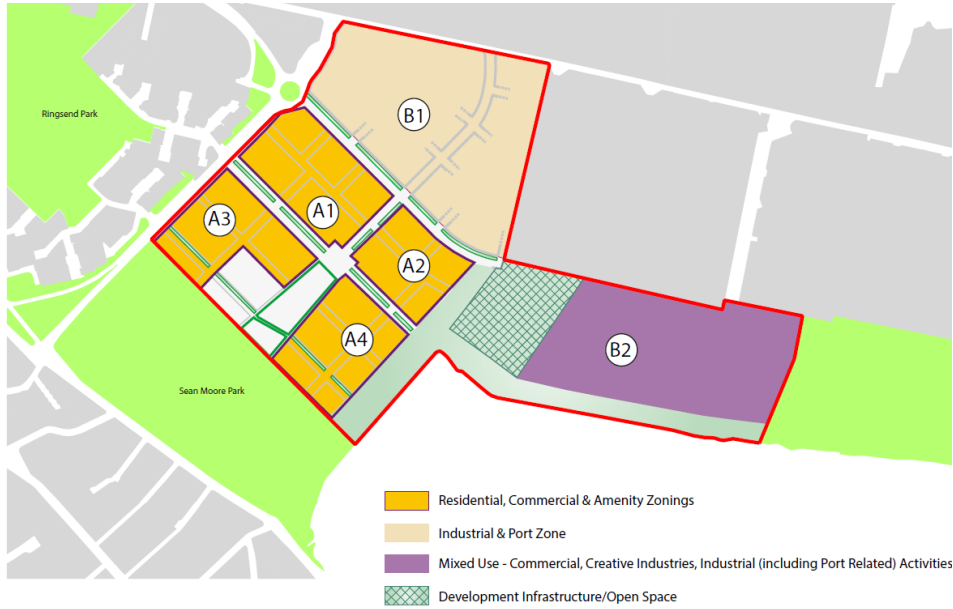 Ringsend Park
B1
A1
A3
A2
A4
B2
Sean Moore Park
Residential, Commercial & Amenity Zonings
Industrial & Port Zone
Mixed Use - Commercial, Creative Industries, Industrial (including Port Related) Activities
Development Infrastructure/Open Space